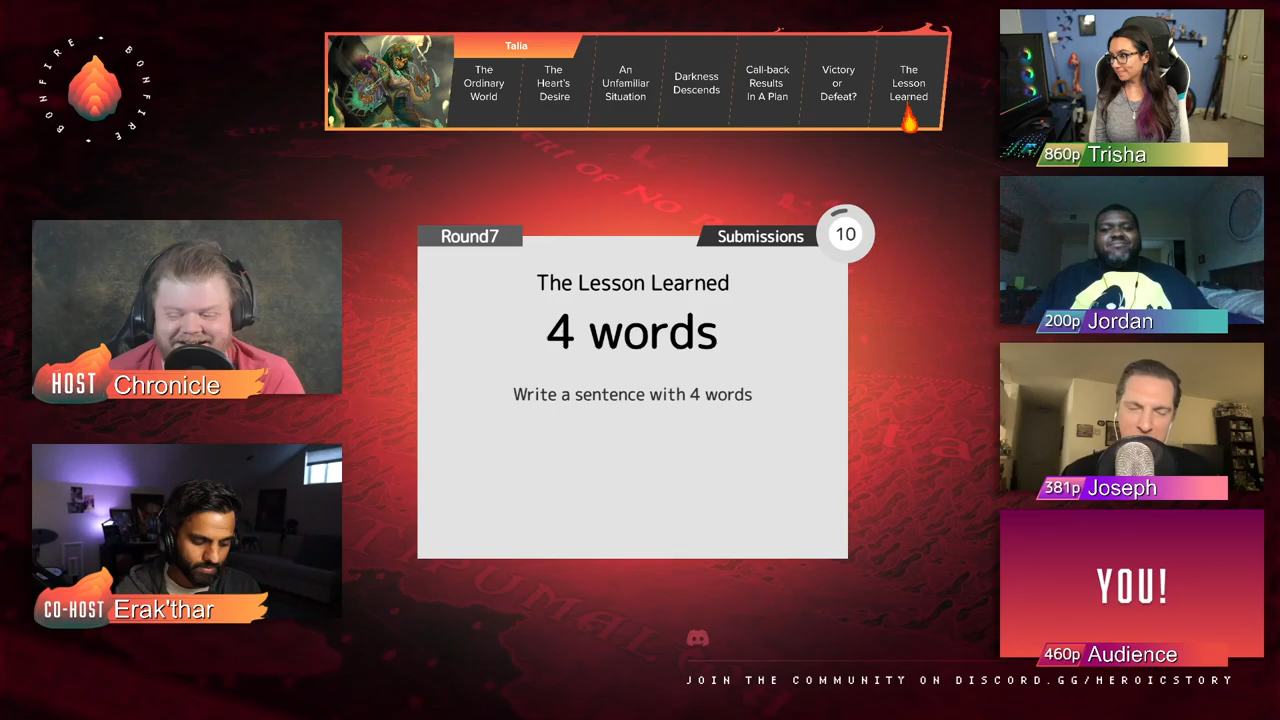 BONFIRE • BONFIRE •
Talia
The Ordinary World
The Heart's Desire
An Unfamiliar Situation
Darkness Descends
Call-back Results In A Plan
Victory or Defeat?
The Lesson Learned
860p Trisha
200p Jordan
381p Joseph
YOU!
460p Audience
HOST Chronicle
CO-HOST Erak'thar
Round7
Submissions
10
The Lesson Learned
4 words
Write a sentence with 4 words
JOIN THE COMMUNITY ON DISCORD.GG/HEROICSTORY